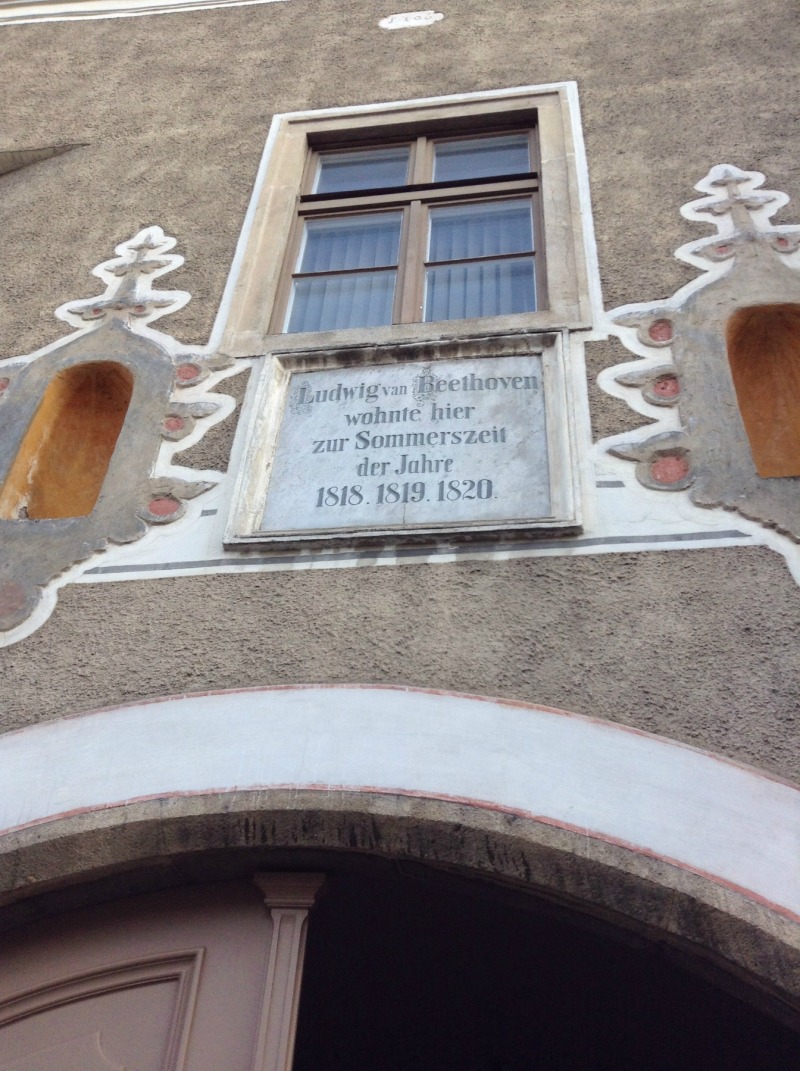 Ludwig van Beethoven
wohnte hier
zur Sommerszeit
der Jahre
1818. 1819. 1820.